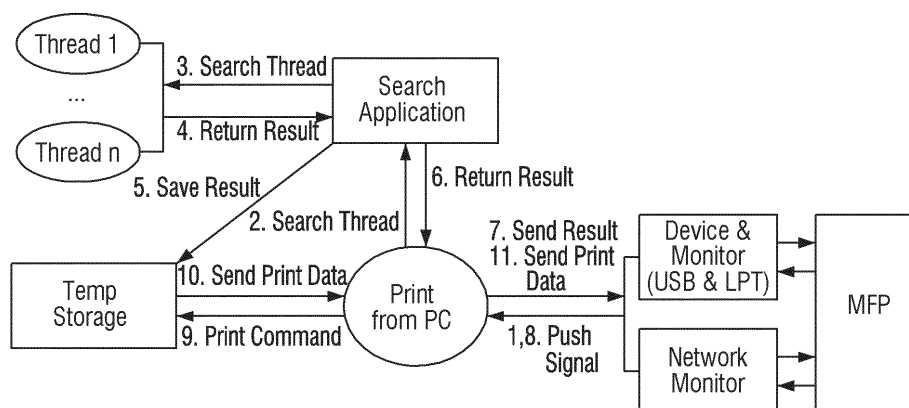 Thread 1
...
Thread n
3. Search Thread
4. Return Result
Search
Application
5. Save Result
2. Search Thread
6. Return Result
7. Send Result
11. Send Print
Data
Device &
Monitor
(USB & LPT)
MFP
Temp
Storage
10. Send Print Data
9. Print Command
Print
from PC
1,8. Push
Signal
Network
Monitor